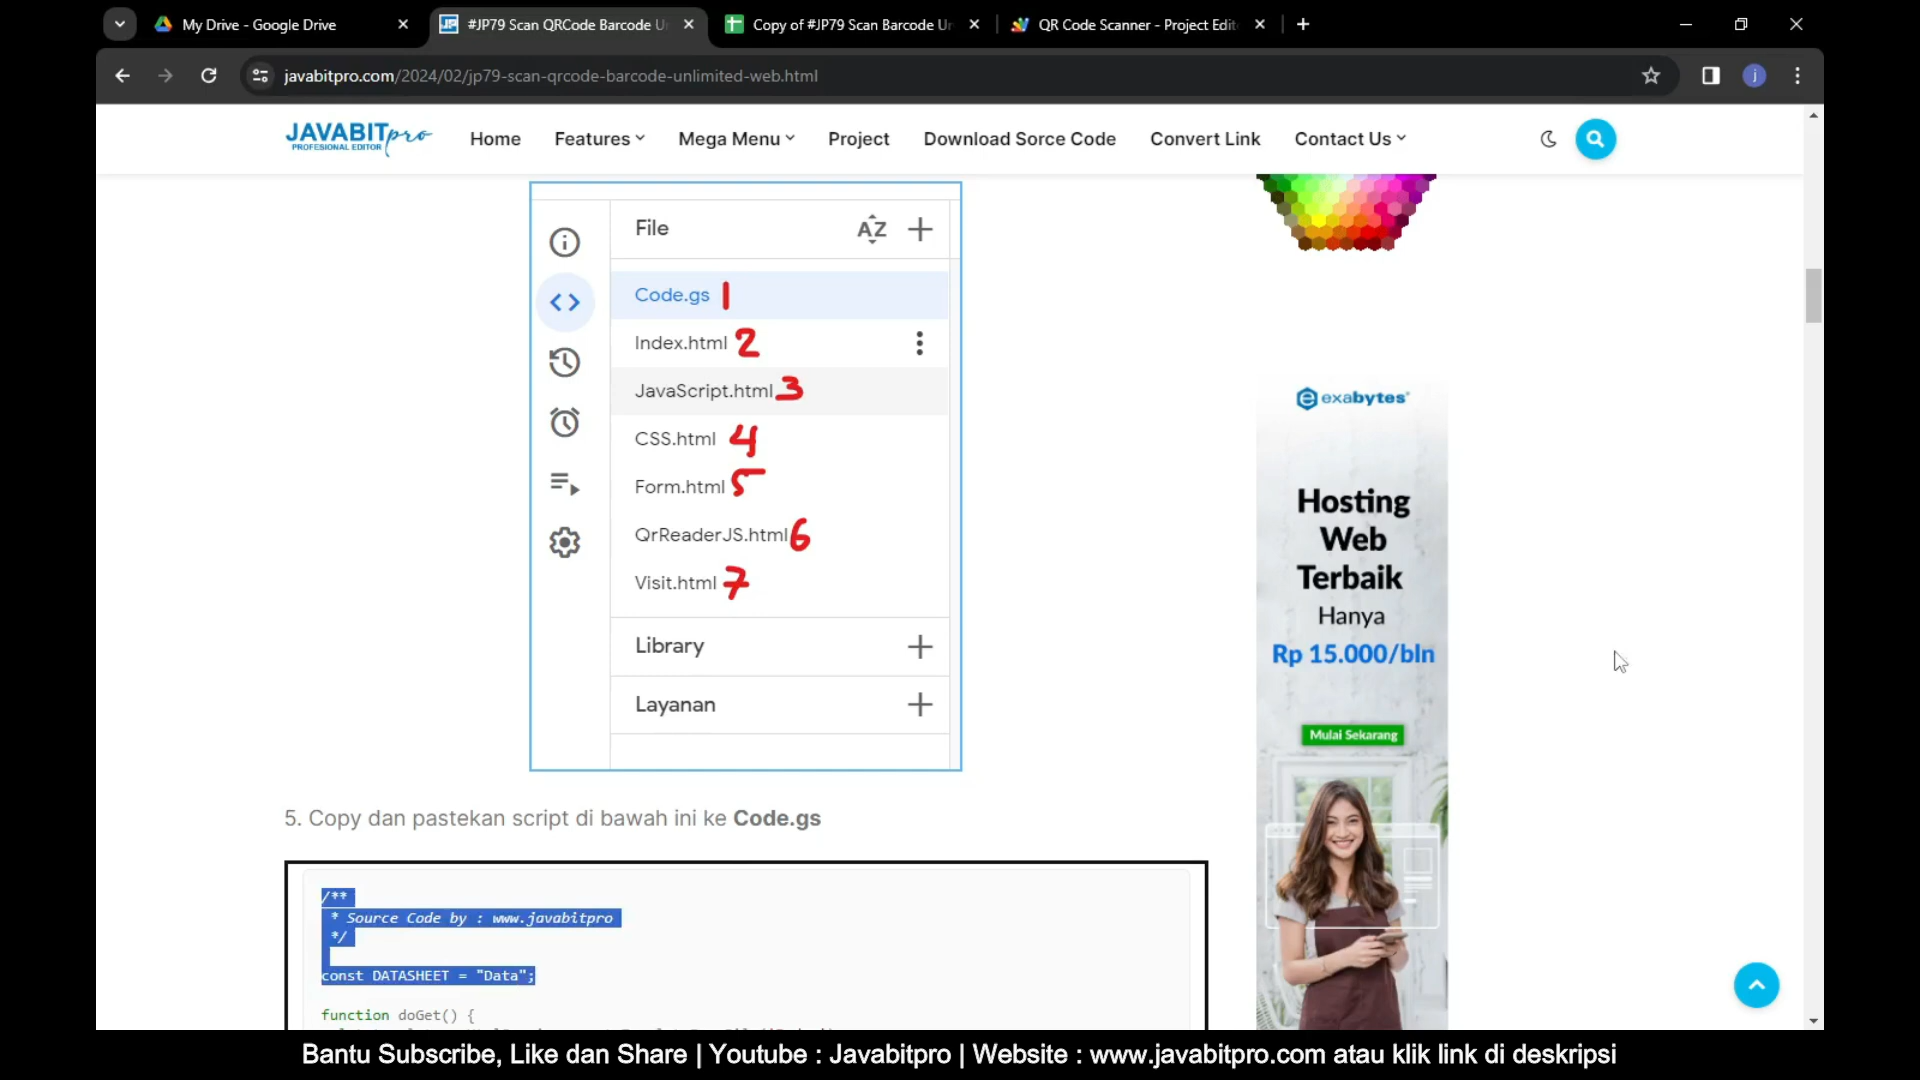 My Drive - Google Drive
#JP79 Scan QRCode Barcode U
Copy of #JP79 Scan Barcode Un
QR Code Scanner - Project Edit
javabitpro.com/2024/02/jp79-scan-qrcode-barcode-unlimited-web.html
j
JAVABITpro
PROFESIONAL EDITOR
Home
Features
Mega Menu
Project
Download Sorce Code
Convert Link
Contact Us
File
AZ
Code.gs 1
Index.html 2
JavaScript.html 3
CSS.html 4
Form.html 5
QrReaderJS.html 6
Visit.html 7
Library
Layanan
exabytes
Hosting
Web
Terbaik
Hanya
Rp 15.000/bln
Mulai Sekarang
5. Copy dan pastekan script di bawah ini ke Code.gs
/**
* Source Code by : www.javabitpro
*/
const DATASHEET = "Data";
function doGet() {
Bantu Subscribe, Like dan Share | Youtube : Javabitpro | Website : www.javabitpro.com atau klik link di deskripsi